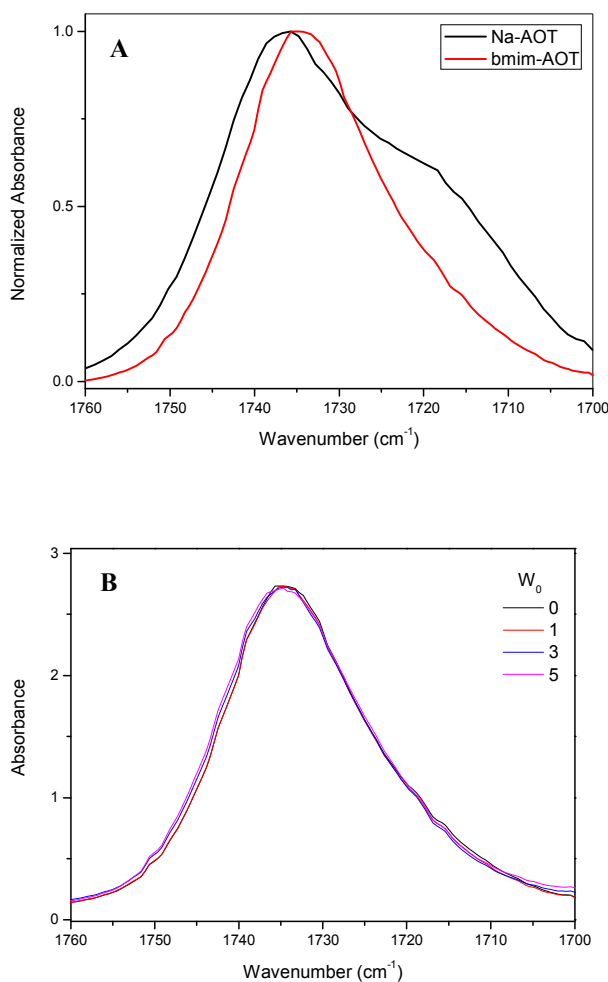 A
Na-AOT
bmim-AOT
1.0
0.5
0.0
Normalized Absorbance
1760 1750 1740 1730 1720 1710 1700
Wavenumber (cm-1)
B
W0
0
1
3
5
3
2
1
0
Absorbance
1760 1750 1740 1730 1720 1710 1700
Wavenumber (cm-1)